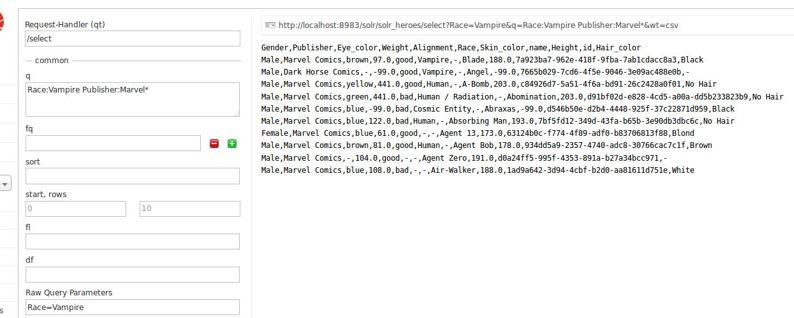 Request-Handler (qt)
/select
common
q
Race:Vampire Publisher:Marvel*
fq
sort
start, rows
0
10
fl
df
Raw Query Parameters
Race=Vampire
http://localhost:8983/solr/solr_heroes/select?Race=Vampire&q=Race:Vampire Publisher:Marvel*&wt=csv
Gender,Publisher,Eye_color,Weight,Alignment,Race,Skin_color,name,Height,id,Hair_color
Male,Marvel Comics,brown,97.0,good,Vampire,-,Blade,188.0,7a923ba7-962e-418f-9fba-7ab1cdacc8a3,Black
Male,Dark Horse Comics,-,-99.0,good,Vampire,-,Angel,-99.0,7665b029-7cd6-4f5e-9046-3e09ac488e0b,-
Male,Marvel Comics,yellow,441.0,good,Human,-,A-Bomb,203.0,c84926d7-5a51-4f6a-bd91-26c2428a0f01,No Hair
Male,Marvel Comics,green,441.0,bad,Human / Radiation,-,Abomination,203.0,d91bf02d-e828-4cd5-a00a-dd5b233823b9,No Hair
Male,Marvel Comics,blue,-99.0,bad,Cosmic Entity,-,Abraxas,-99.0,d546b50e-d2b4-4448-925f-37c22871d959,Black
Male,Marvel Comics,blue,122.0,bad,Human,-,Absorbing Man,193.0,7bf5fd12-349d-43fa-b65b-3e90db3dbc6c,No Hair
Female,Marvel Comics,blue,61.0,good,-,-,Agent 13,173.0,63124b0c-f774-4f89-adf0-b83706813f88,Blond
Male,Marvel Comics,brown,81.0,good,Human,-,Agent Bob,178.0,934dd5a9-2357-4740-adc8-30766cac7c1f,Brown
Male,Marvel Comics,-,104.0,good,-,-,Agent Zero,191.0,d0a24ff5-995f-4353-891a-b27a34bcc971,-
Male,Marvel Comics,blue,108.0,bad,-,-,Air-Walker,188.0,1ad9a642-3d94-4cbf-b2d0-aa81611d751e,White